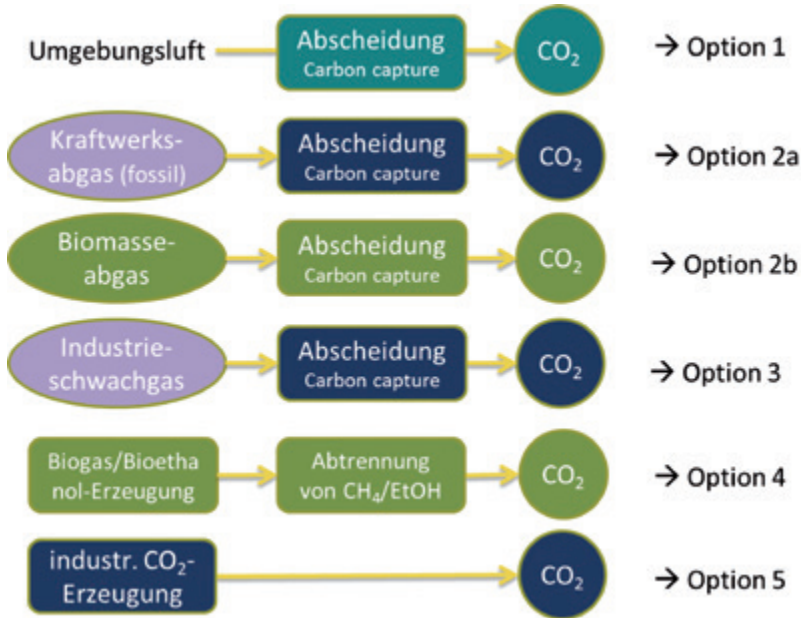 Umgebungsluft
Abscheidung
Carbon capture
CO₂
→ Option 1
Kraftwerks-
abgas (fossil)
Abscheidung
Carbon capture
CO₂
→ Option 2a
Biomasse-
abgas
Abscheidung
Carbon capture
CO₂
→ Option 2b
Industrie-
schwachgas
Abscheidung
Carbon capture
CO₂
→ Option 3
Biogas/Bioetha
nol-Erzeugung
Abtrennung
von CH₄/EtOH
CO₂
→ Option 4
industr. CO₂-
Erzeugung
CO₂
→ Option 5